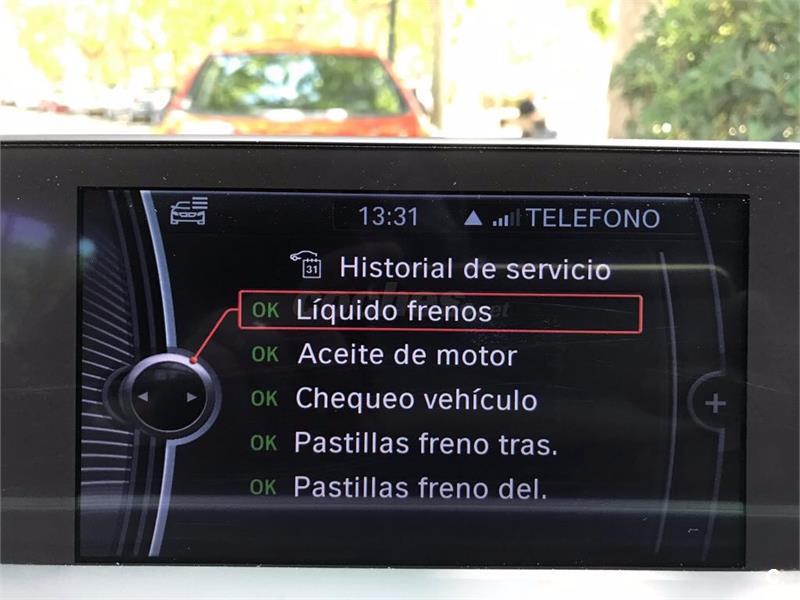 13:31 TELEFONO
31 Historial de servicio
OK Líquido frenos
OK Aceite de motor
OK Chequeo vehículo
OK Pastillas freno tras.
OK Pastillas freno del.